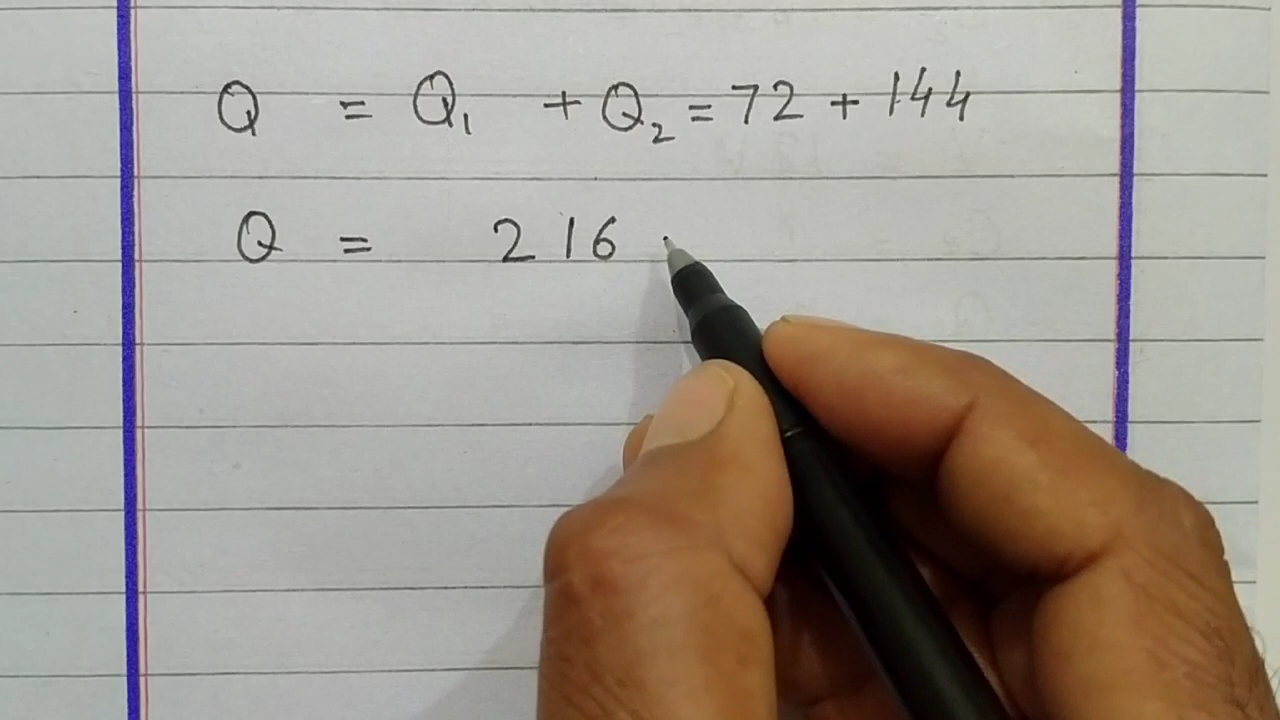 Q = Q₁ + Q₂ = 72 + 144
Q = 216